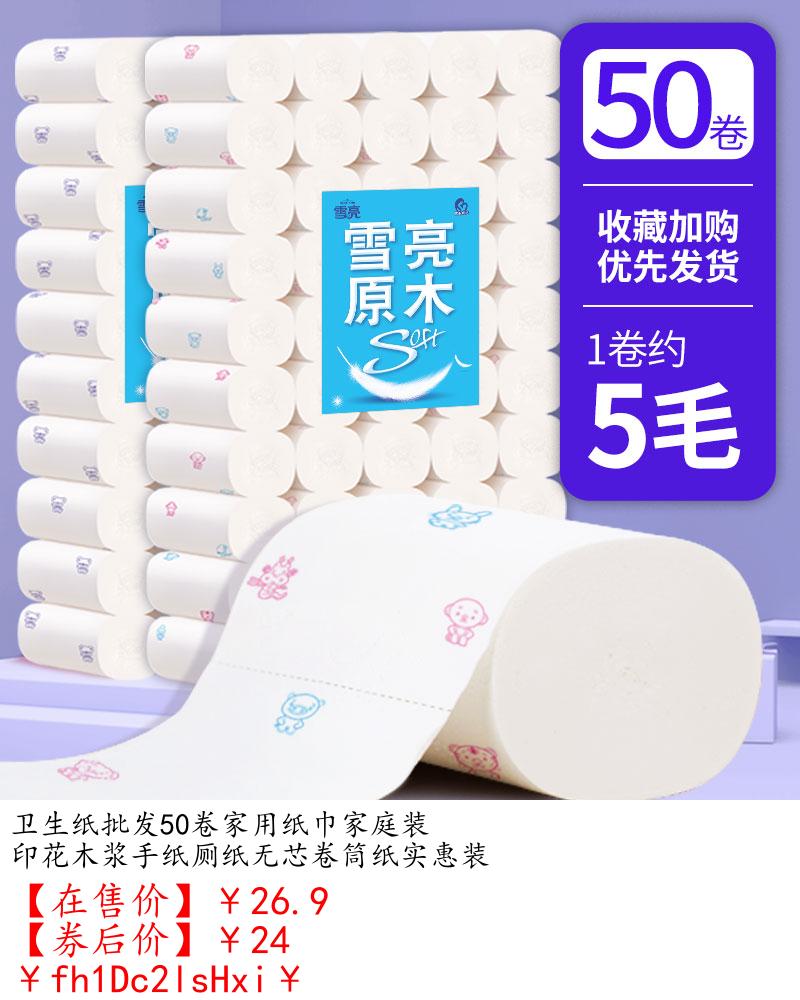 50卷
收藏加购
优先发货
1卷约
5毛
雪亮
雪亮
原木
Soft
卫生纸批发50卷家用纸巾家庭装
印花木浆手纸厕纸无芯卷筒纸实惠装
【在售价】￥26.9
【券后价】￥24
￥fh1Dc2lsHxi￥